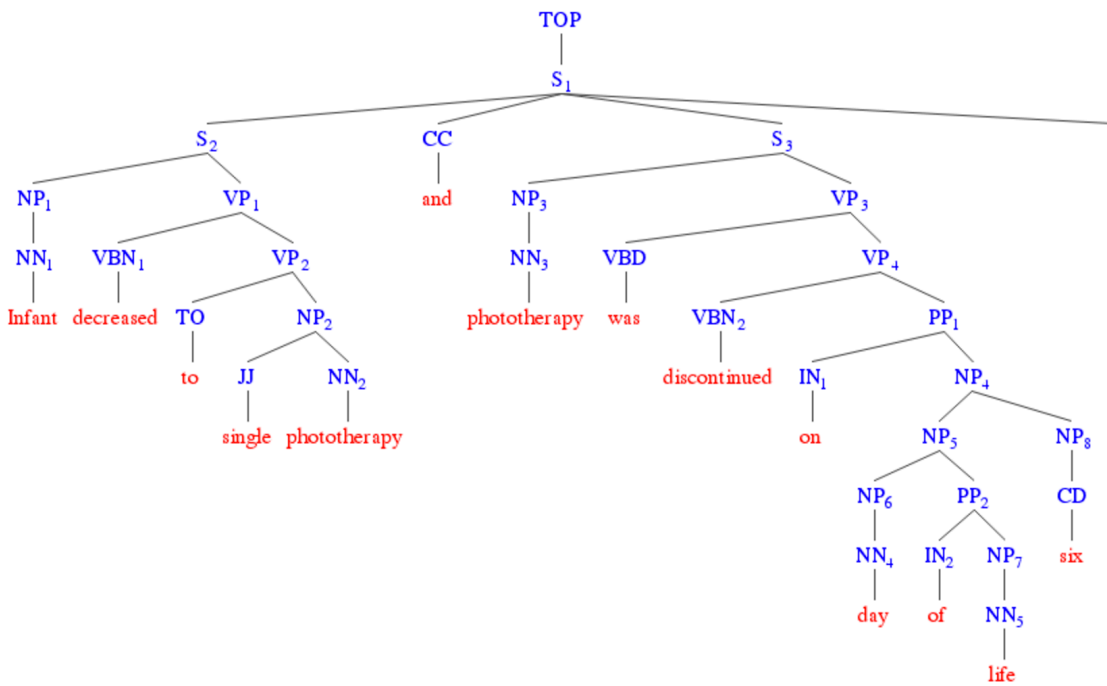 TOP
S1
S2 CC S3
NP1 VP1 and NP3 VP3
NN1 VBN1 VP2 NN3 VBD VP4
Infant decreased TO NP2 phototherapy was VBN2 PP1
to JJ NN2 discontinued IN1 NP4
single phototherapy on NP5 NP8
NP6 PP2 CD
NN4 IN2 NP7 six
day of NN5
life